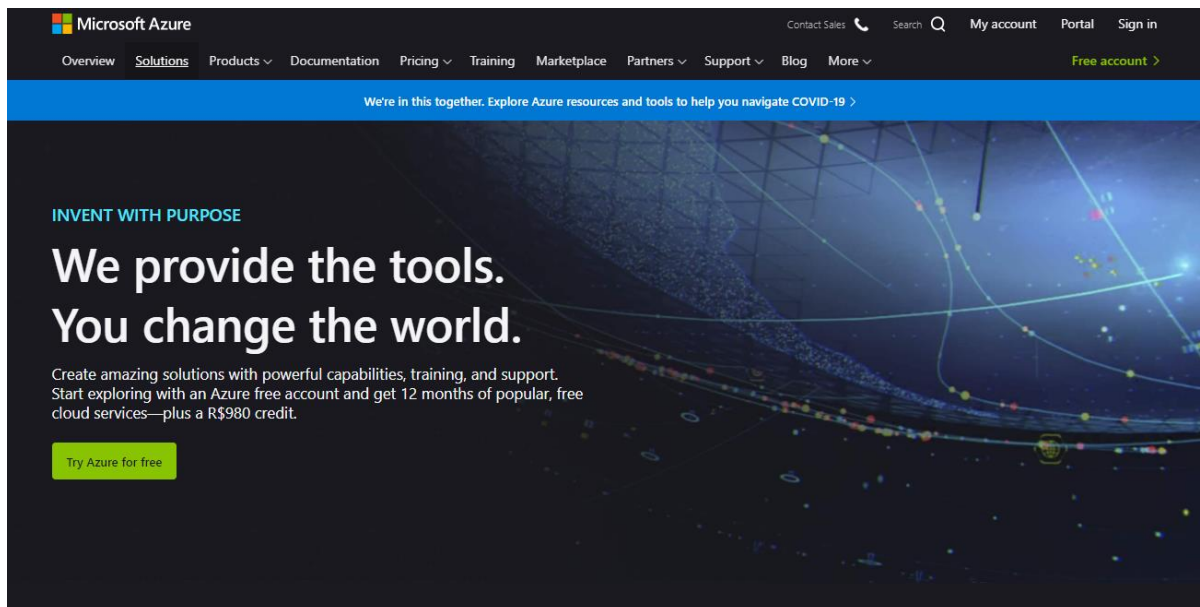 Microsoft Azure
Contact Sales Search My account Portal Sign in
Overview Solutions Products Documentation Pricing Training Marketplace Partners Support Blog More Free account >
We're in this together. Explore Azure resources and tools to help you navigate COVID-19 >
INVENT WITH PURPOSE
We provide the tools.
You change the world.
Create amazing solutions with powerful capabilities, training, and support.
Start exploring with an Azure free account and get 12 months of popular, free
cloud services—plus a R$980 credit.
Try Azure for free